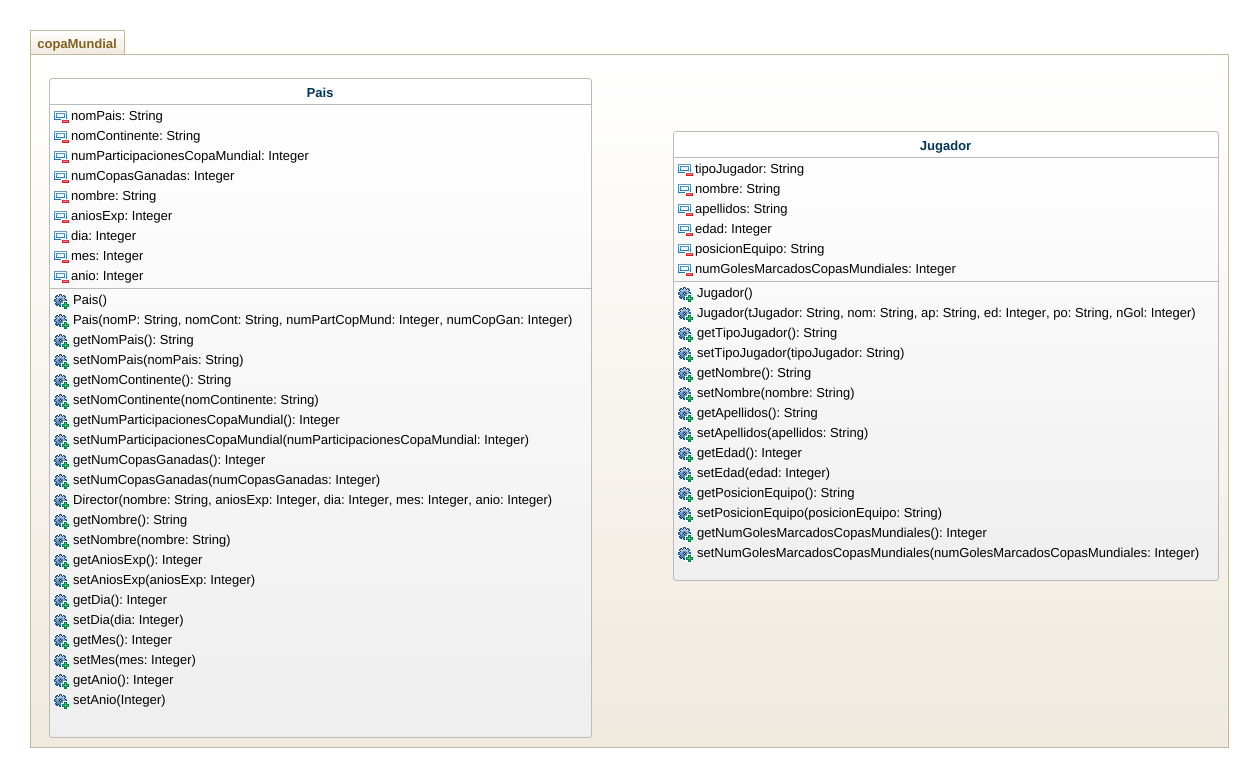 copaMundial
Pais
nomPais: String
nomContinente: String
numParticipacionesCopaMundial: Integer
numCopasGanadas: Integer
nombre: String
aniosExp: Integer
dia: Integer
mes: Integer
anio: Integer
Pais()
Pais(nomP: String, nomCont: String, numPartCopMund: Integer, numCopGan: Integer)
getNomPais(): String
setNomPais(nomPais: String)
getNomContinente(): String
setNomContinente(nomContinente: String)
getNumParticipacionesCopaMundial(): Integer
setNumParticipacionesCopaMundial(numParticipacionesCopaMundial: Integer)
getNumCopasGanadas(): Integer
setNumCopasGanadas(numCopasGanadas: Integer)
Director(nombre: String, aniosExp: Integer, dia: Integer, mes: Integer, anio: Integer)
getNombre(): String
setNombre(nombre: String)
getAniosExp(): Integer
setAniosExp(aniosExp: Integer)
getDia(): Integer
setDia(dia: Integer)
getMes(): Integer
setMes(mes: Integer)
getAnio(): Integer
setAnio(Integer)
Jugador
tipoJugador: String
nombre: String
apellidos: String
edad: Integer
posicionEquipo: String
numGolesMarcadosCopasMundiales: Integer
Jugador()
Jugador(tJugador: String, nom: String, ap: String, ed: Integer, po: String, nGol: Integer)
getTipoJugador(): String
setTipoJugador(tipoJugador: String)
getNombre(): String
setNombre(nombre: String)
getApellidos(): String
setApellidos(apellidos: String)
getEdad(): Integer
setEdad(edad: Integer)
getPosicionEquipo(): String
setPosicionEquipo(posicionEquipo: String)
getNumGolesMarcadosCopasMundiales(): Integer
setNumGolesMarcadosCopasMundiales(numGolesMarcadosCopasMundiales: Integer)